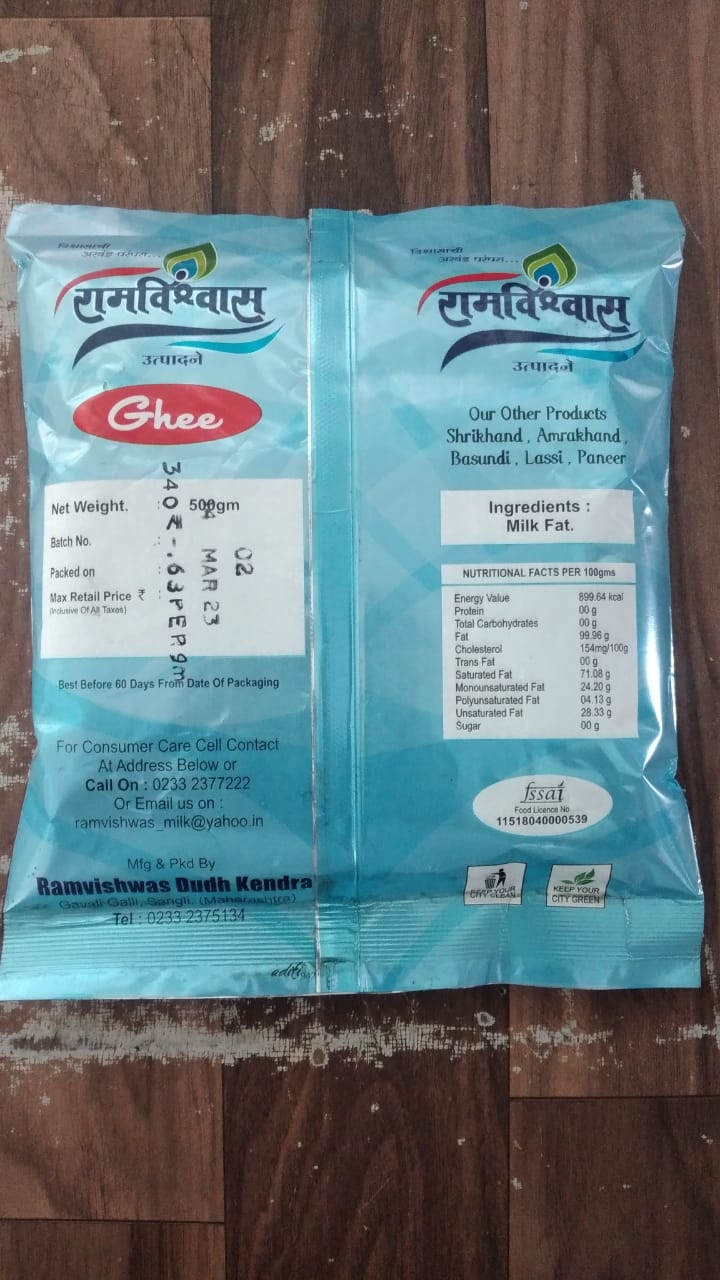 विश्वासाची
अखंड परंपरा...
रामविश्वास
उत्पादने
Ghee
Net Weight. : 500gm
Batch No. :
Packed on :
Max Retail Price ₹ :
(Inclusive Of All Taxes)
02
MAR 23
340₹-.63PER9m
Best Before 60 Days From Date Of Packaging
For Consumer Care Cell Contact
At Address Below or
Call On : 0233 2377222
Or Email us on :
ramvishwas_milk@yahoo.in
Mfg & Pkd By
Ramvishwas Dudh Kendra
Gavali Galli, Sangli. (Maharashtra)
Tel : 0233 2375134
विश्वासाची
अखंड परंपरा...
रामविश्वास
उत्पादने
Our Other Products
Shrikhand , Amrakhand ,
Basundi , Lassi , Paneer
Ingredients :
Milk Fat.
NUTRITIONAL FACTS PER 100gms
Energy Value 899.64 kcal
Protein 00 g
Total Carbohydrates 00 g
Fat 99.96 g
Cholesterol 154mg/100g
Trans Fat 00 g
Saturated Fat 71.08 g
Monounsaturated Fat 24.20 g
Polyunsaturated Fat 04.13 g
Unsaturated Fat 28.33 g
Sugar 00 g
fssai
Food Licence No
11518040000539
KEEP YOUR
CITY CLEAN
KEEP YOUR
CITY GREEN